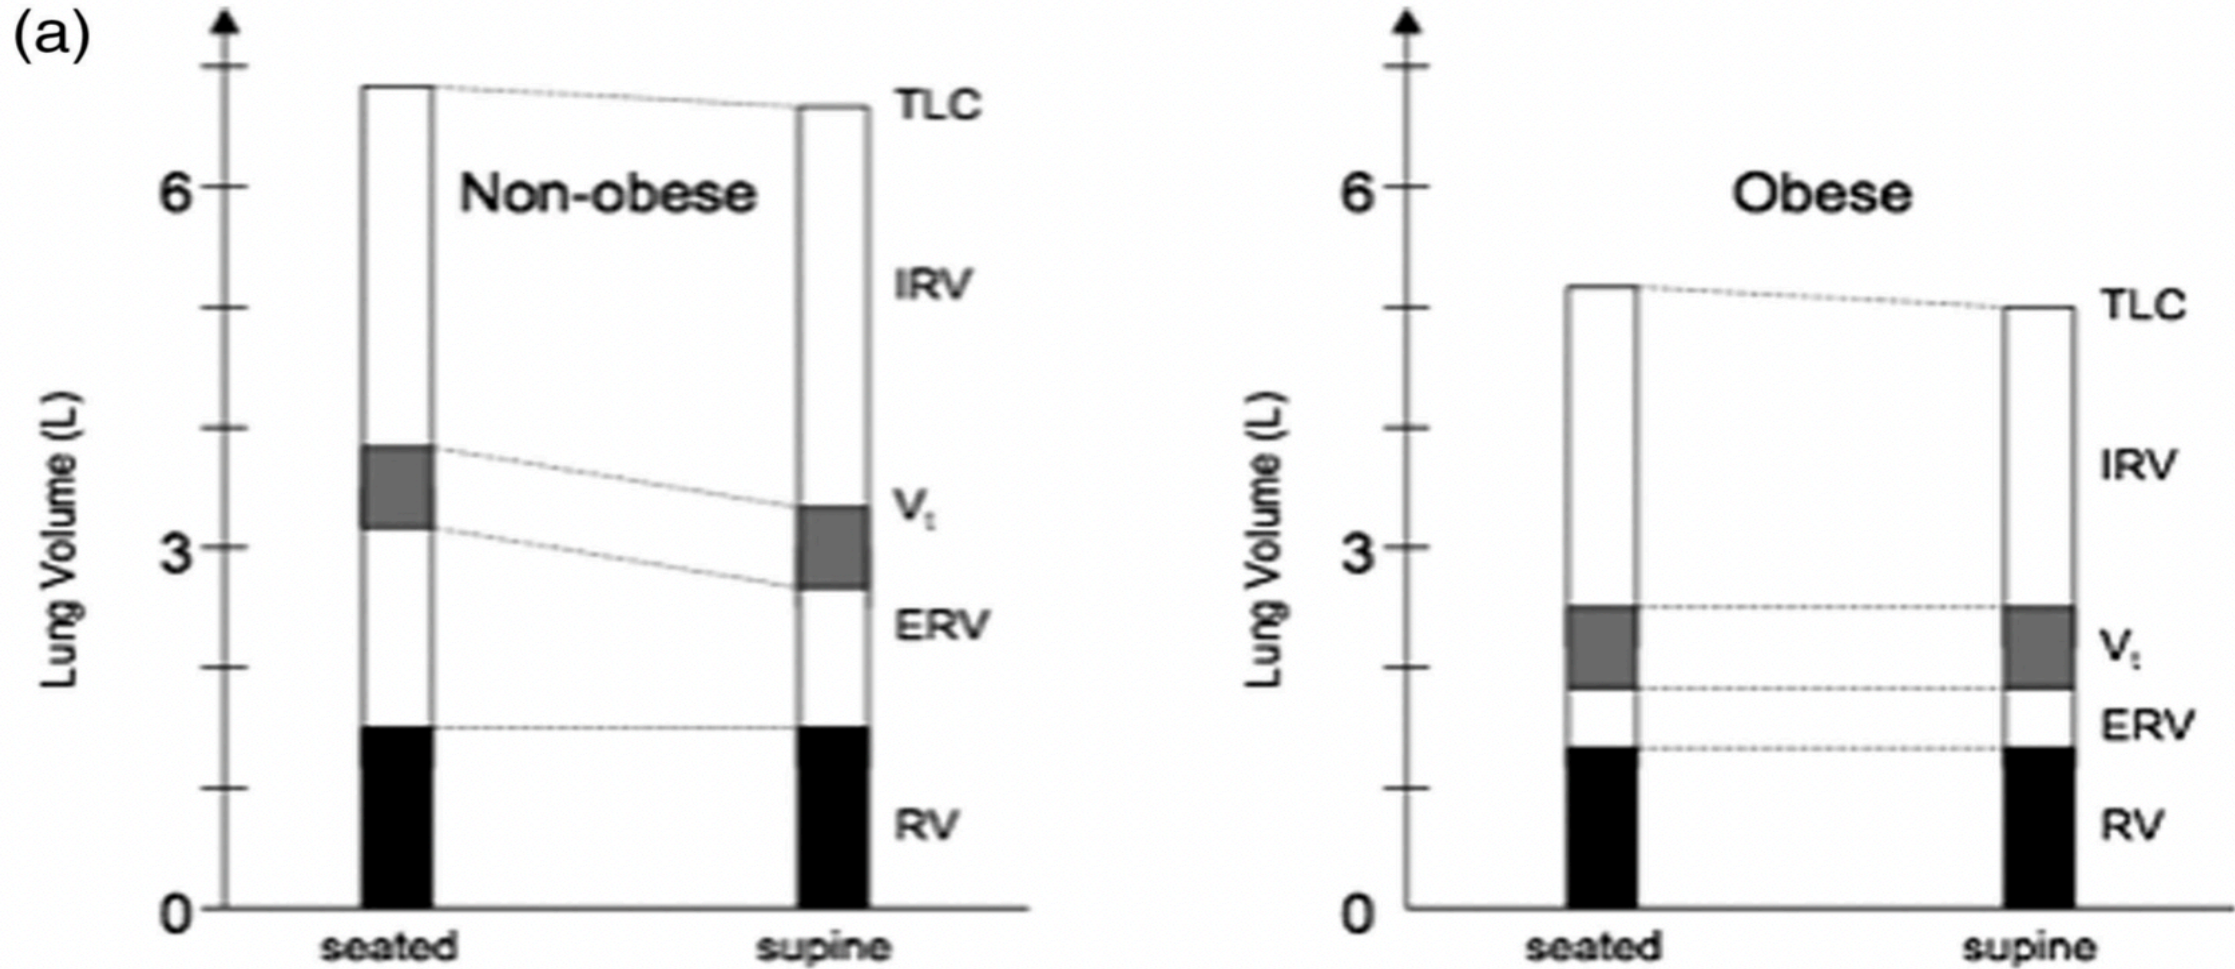 (a)
Lung Volume (L)
6
3
0
Non-obese
TLC
IRV
Vt
ERV
RV
seated
supine
Lung Volume (L)
6
3
0
Obese
TLC
IRV
Vt
ERV
RV
seated
supine